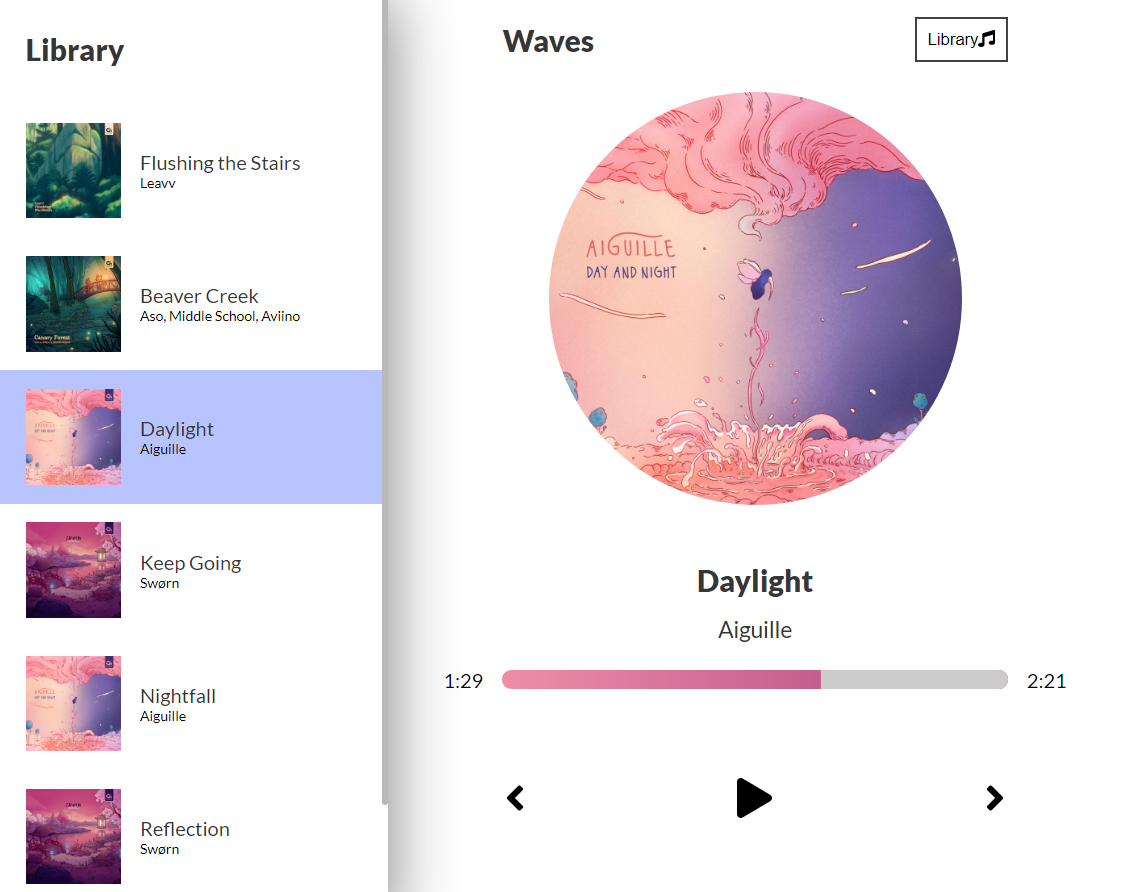 Library
Flushing the Stairs
Leavv
Beaver Creek
Aso, Middle School, Aviino
Canary Forest
Daylight
Aiguille
Keep Going
Swørn
Nightfall
Aiguille
Reflection
Swørn
Waves
Library
AIGUILLE
DAY AND NIGHT
Daylight
Aiguille
1:29
2:21